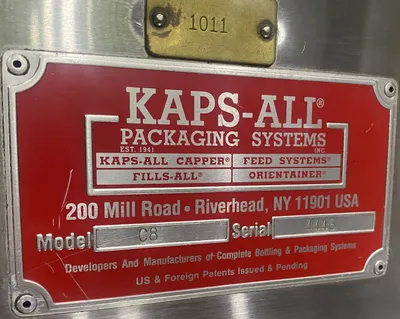 1011
KAPS-ALL®
PACKAGING SYSTEMS
EST. 1941 INC
KAPS-ALL CAPPER® FEED SYSTEMS®
FILLS-ALL® ORIENTAINER®
200 Mill Road • Riverhead, NY 11901 USA
Model C8 Serial
Developers And Manufacturers of Complete Bottling & Packaging Systems
US & Foreign Patents Issued & Pending